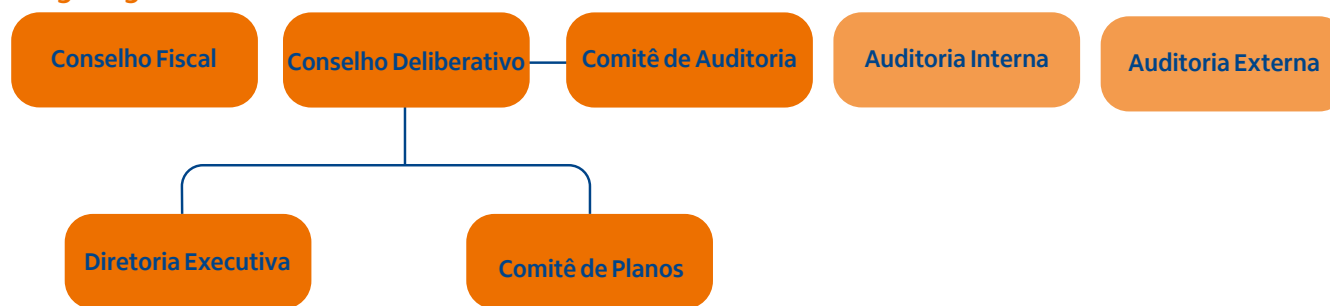 Conselho Fiscal
Conselho Deliberativo
Comitê de Auditoria
Auditoria Interna
Auditoria Externa
Diretoria Executiva
Comitê de Planos